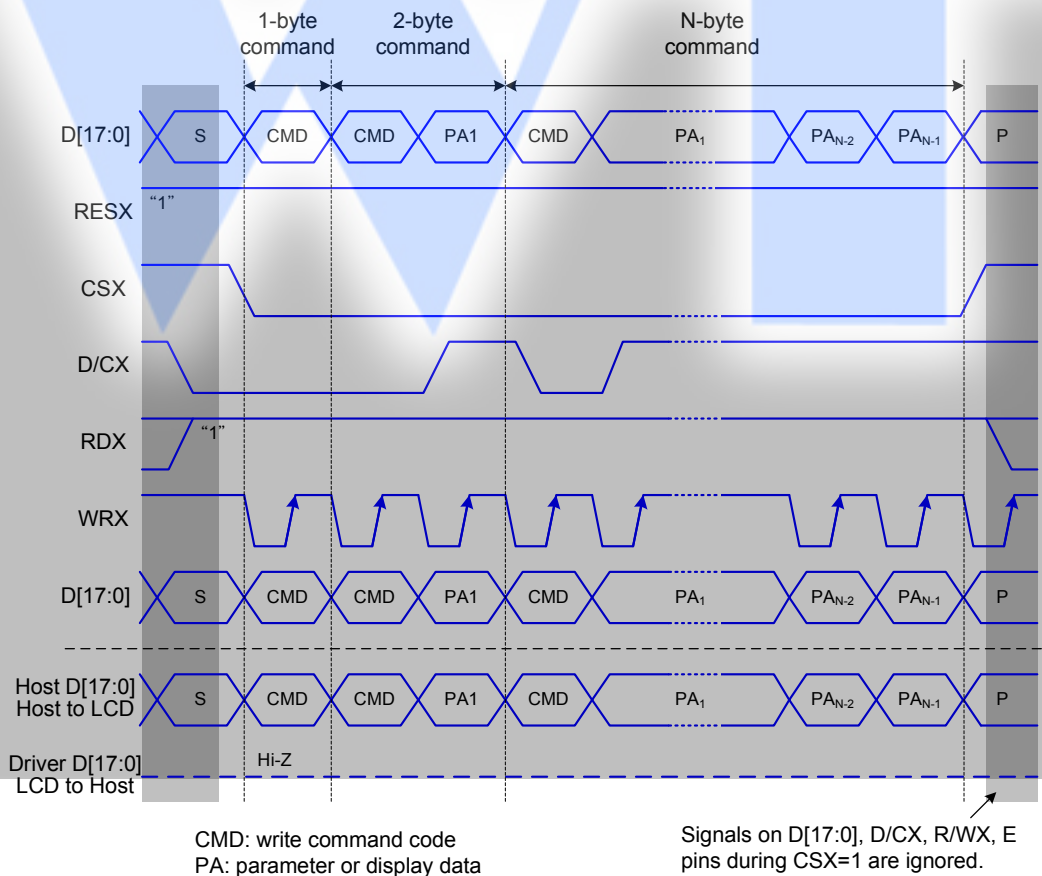 1-byte
command
2-byte
command
N-byte
command
D[17:0]
S
CMD
CMD
PA1
CMD
PA₁
PAN-2
PAN-1
P
RESX
“1”
CSX
D/CX
RDX
“1”
WRX
D[17:0]
S
CMD
CMD
PA1
CMD
PA₁
PAN-2
PAN-1
P
Host D[17:0]
Host to LCD
S
CMD
CMD
PA1
CMD
PA₁
PAN-2
PAN-1
P
Driver D[17:0]
LCD to Host
Hi-Z
CMD: write command code
PA: parameter or display data
Signals on D[17:0], D/CX, R/WX, E
pins during CSX=1 are ignored.